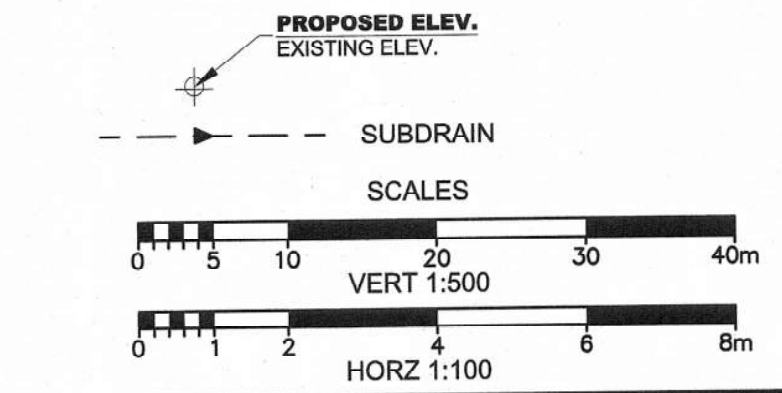 PROPOSED ELEV.
EXISTING ELEV.
SUBDRAIN
SCALES
0 5 10 20 30 40m
VERT 1:500
0 1 2 4 6 8m
HORZ 1:100